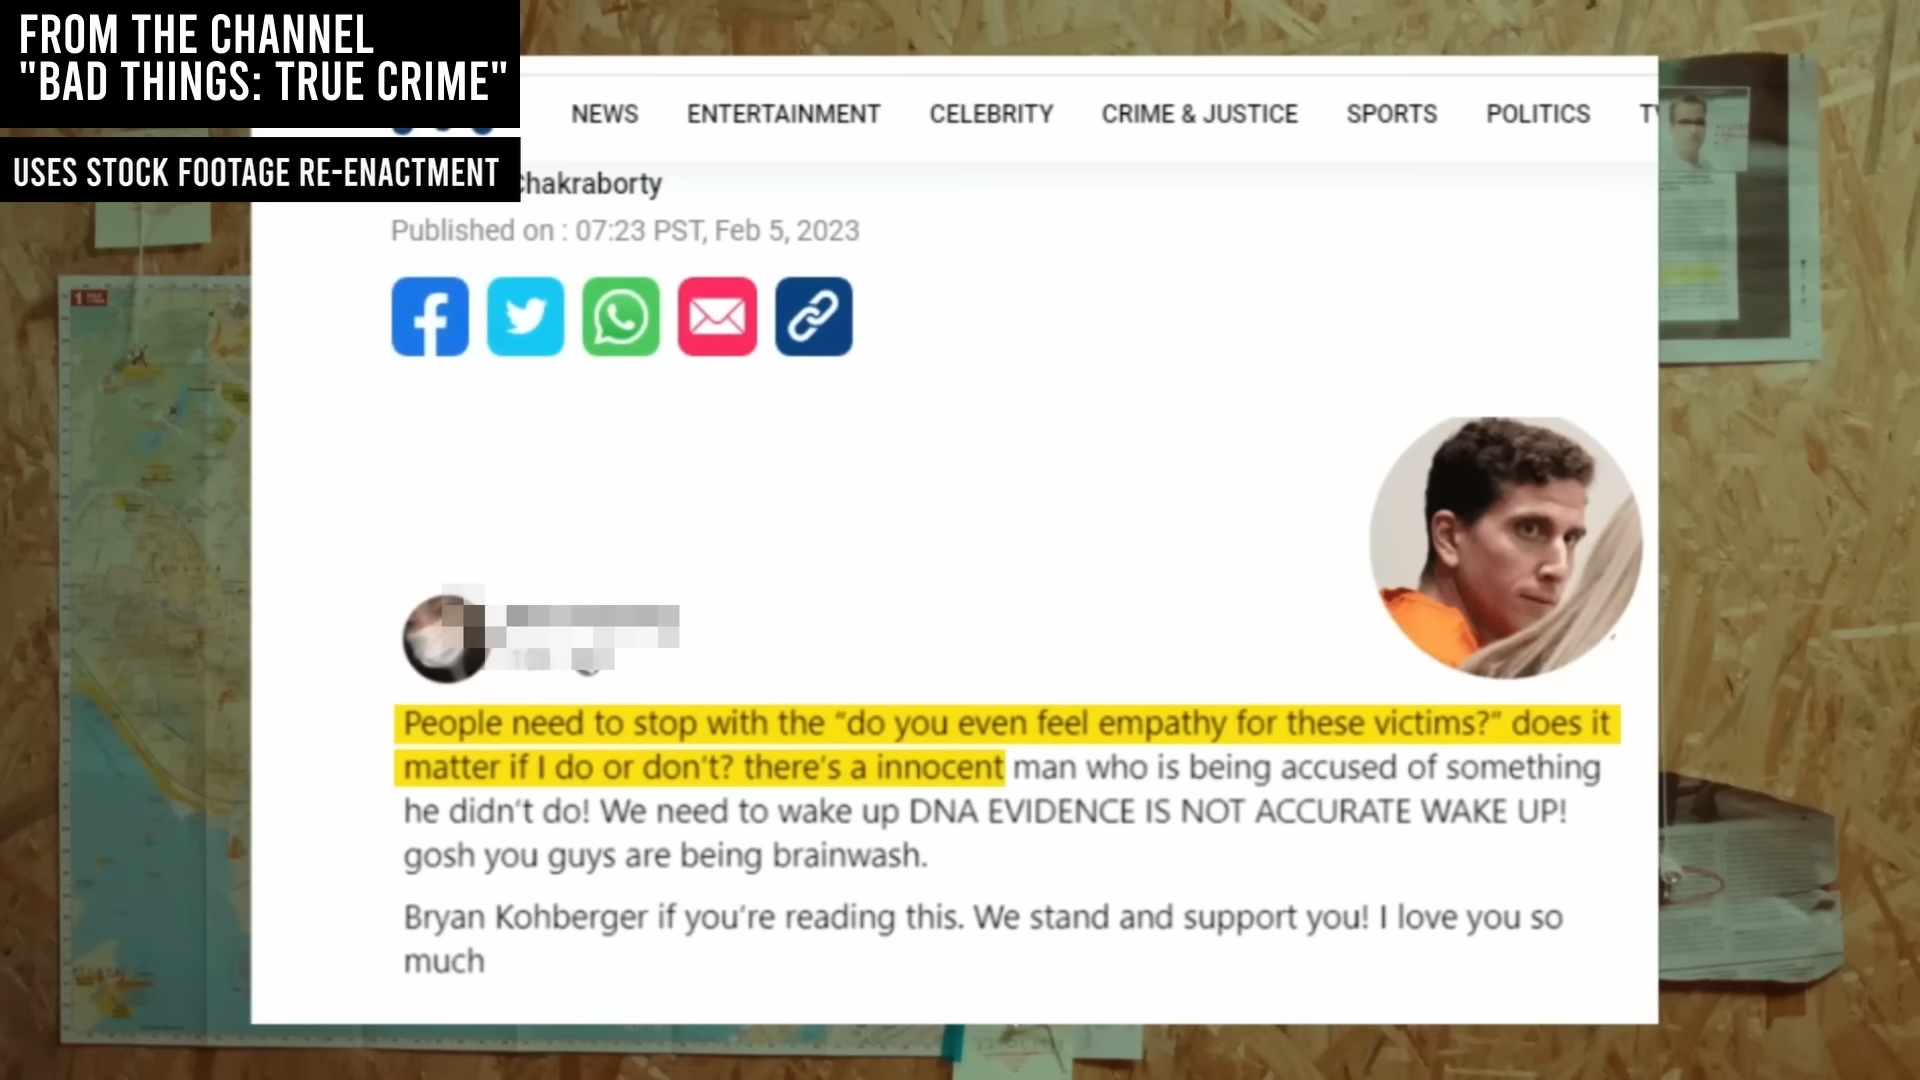 FROM THE CHANNEL
"BAD THINGS: TRUE CRIME"
USES STOCK FOOTAGE RE-ENACTMENT
NEWS ENTERTAINMENT CELEBRITY CRIME & JUSTICE SPORTS POLITICS
Chakraborty
Published on : 07:23 PST, Feb 5, 2023
People need to stop with the “do you even feel empathy for these victims?” does it
matter if I do or don’t? there’s a innocent man who is being accused of something
he didn’t do! We need to wake up DNA EVIDENCE IS NOT ACCURATE WAKE UP!
gosh you guys are being brainwash.
Bryan Kohberger if you’re reading this. We stand and support you! I love you so
much